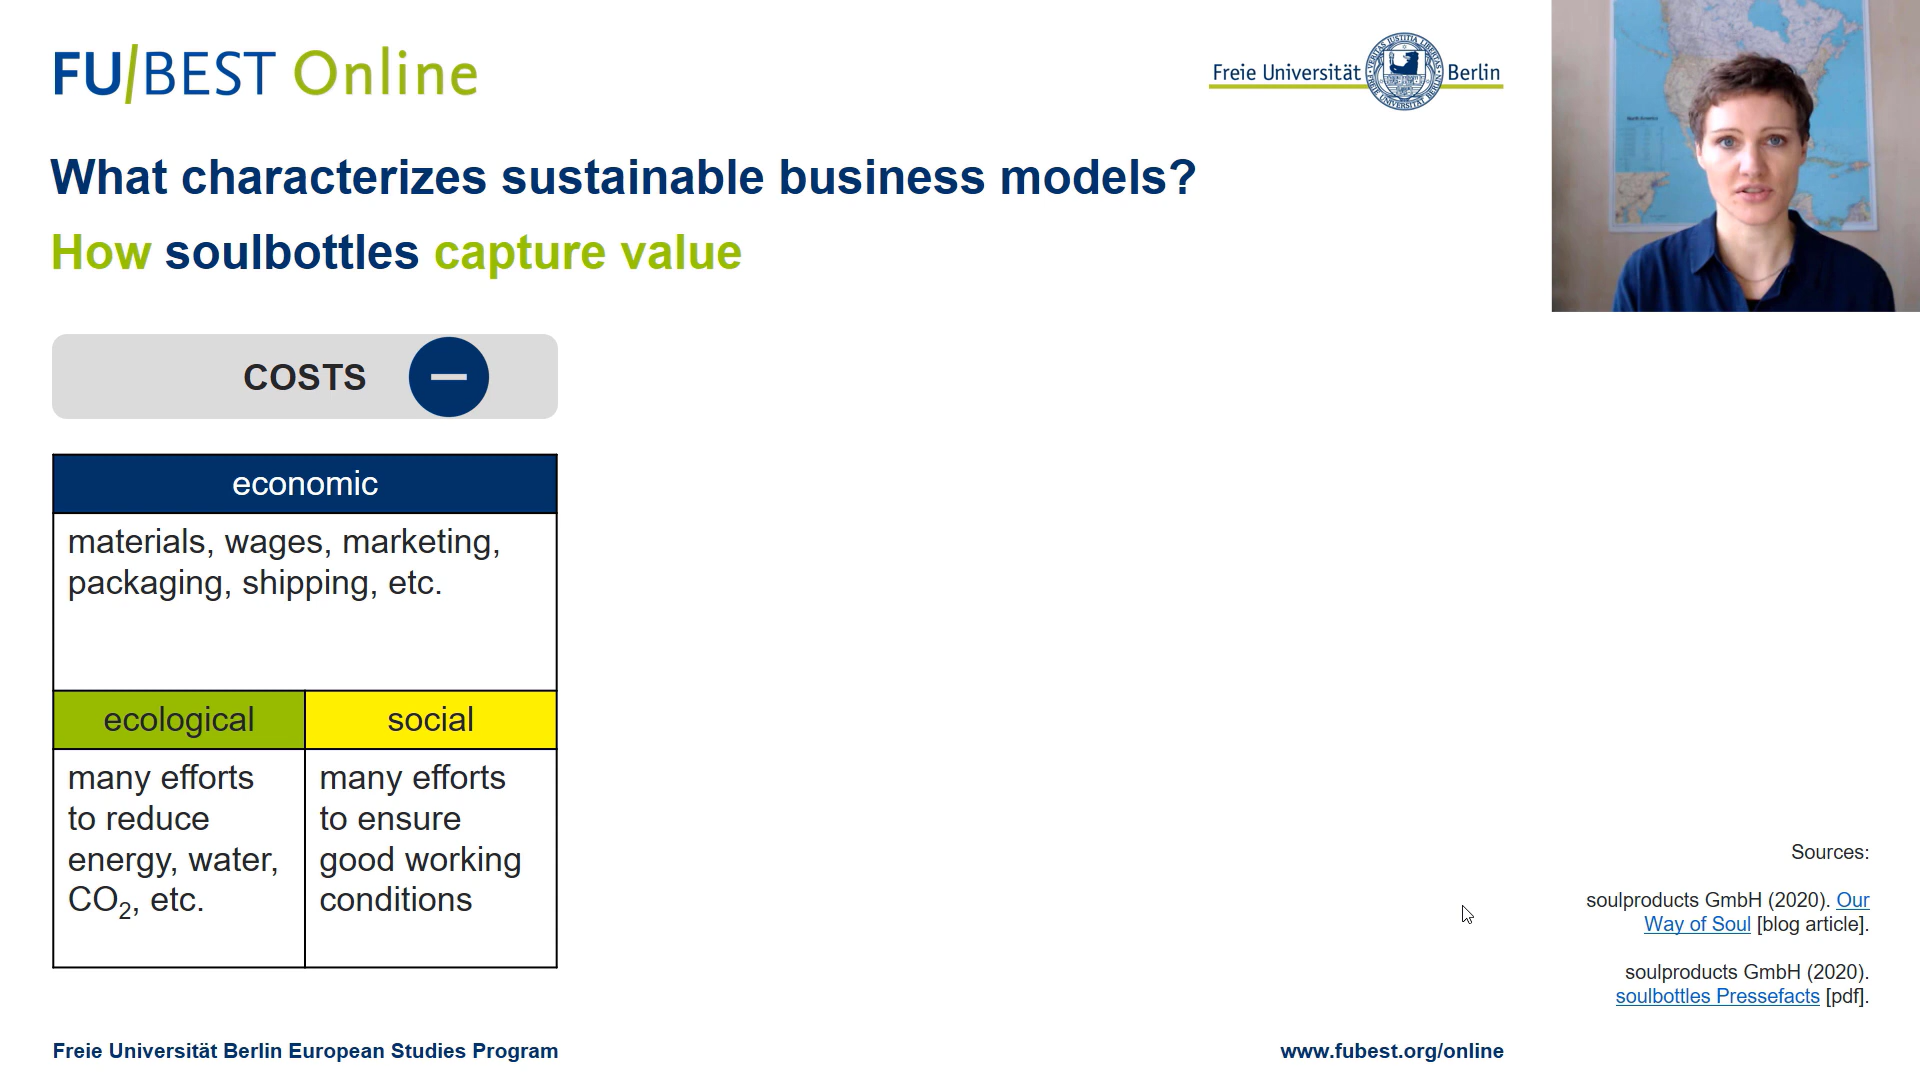 FU/BEST Online
Freie Universität Berlin
What characterizes sustainable business models?
How soulbottles capture value
COSTS
economic
materials, wages, marketing,
packaging, shipping, etc.
ecological
many efforts
to reduce
energy, water,
CO₂, etc.
social
many efforts
to ensure
good working
conditions
Sources:
soulproducts GmbH (2020). Our
Way of Soul [blog article].
soulproducts GmbH (2020).
soulbottles Pressefacts [pdf].
Freie Universität Berlin European Studies Program
www.fubest.org/online